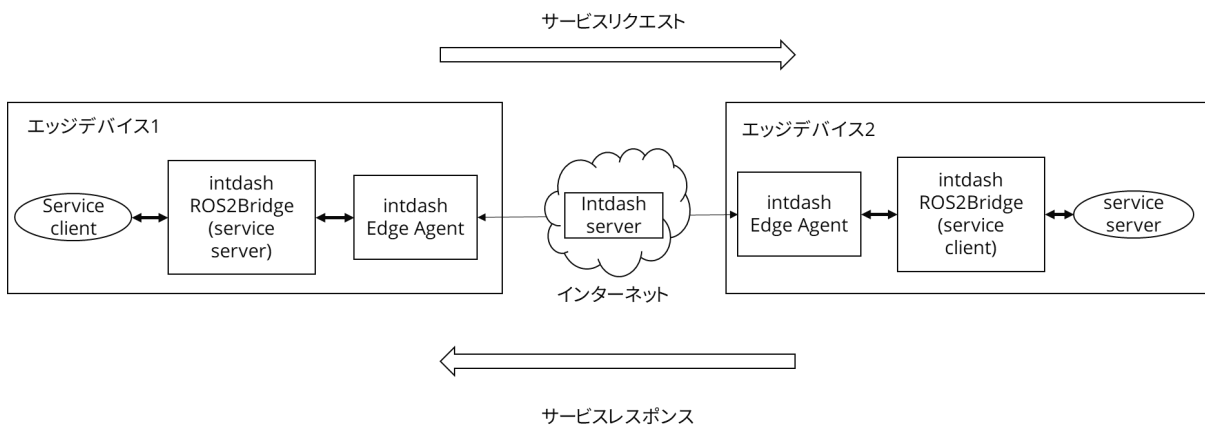 サービスリクエスト
エッジデバイス1
Service
client
intdash
ROS2Bridge
(service
server)
intdash
Edge Agent
Intdash
server
インターネット
エッジデバイス2
intdash
Edge Agent
intdash
ROS2Bridge
(service
client)
service
server
サービスレスポンス